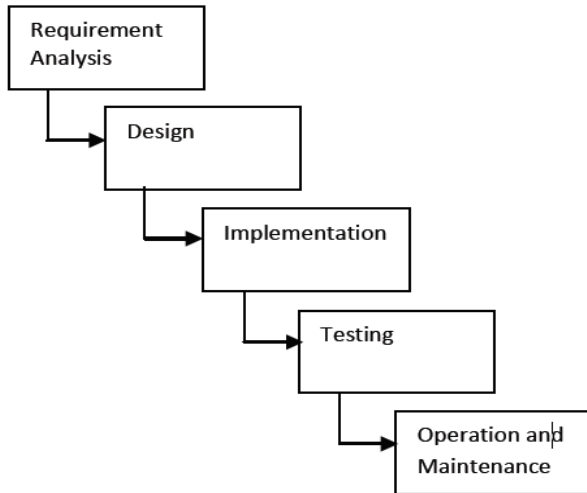 Requirement
Analysis
Design
Implementation
Testing
Operation and
Maintenance